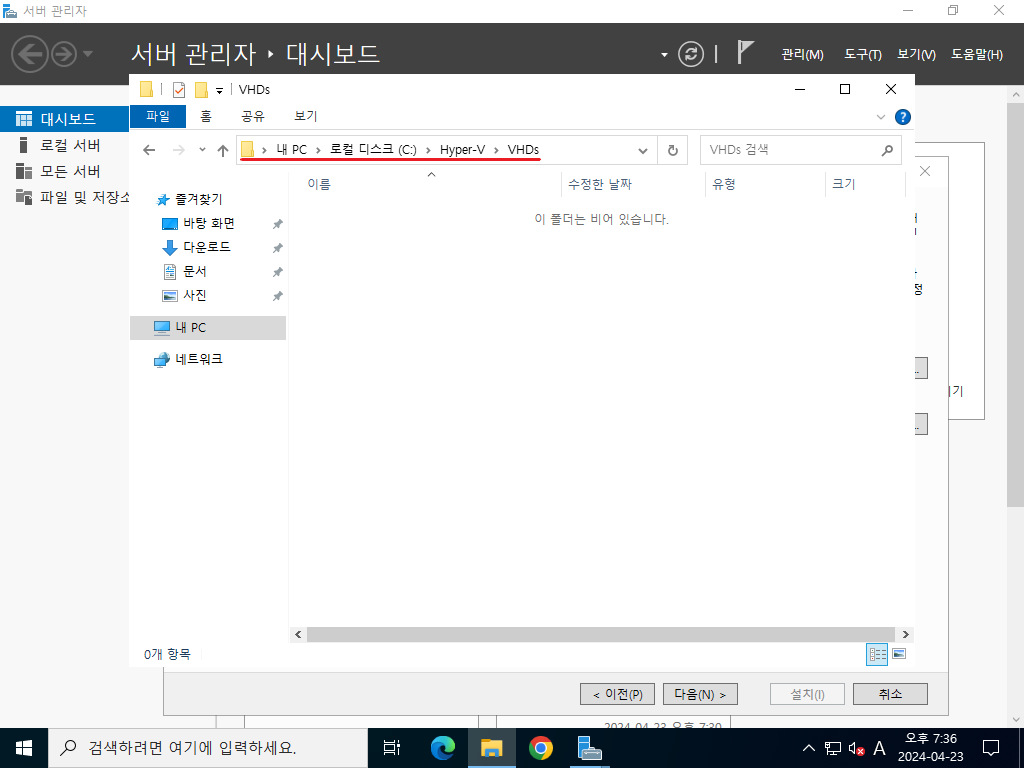 서버 관리자
서버 관리자 ▸ 대시보드
관리(M) 도구(T) 보기(V) 도움말(H)
VHDs
파일 홈 공유 보기
내 PC › 로컬 디스크 (C:) › Hyper-V › VHDs
VHDs 검색
대시보드
로컬 서버
모든 서버
파일 및 저장소
이름 수정한 날짜 유형 크기
이 폴더는 비어 있습니다.
즐겨찾기
바탕 화면
다운로드
문서
사진
내 PC
네트워크
정
기
0개 항목
< 이전(P) 다음(N) > 설치(I) 취소
2024-04-23 오후 7:30
검색하려면 여기에 입력하세요.
A
오후 7:36
2024-04-23